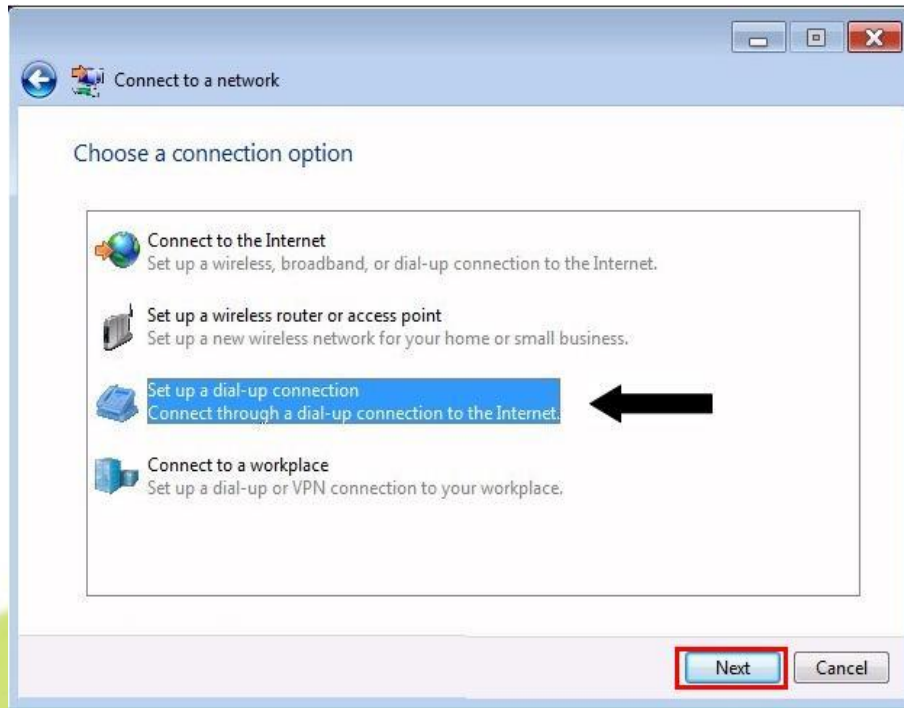 Connect to a network
Choose a connection option
Connect to the Internet
Set up a wireless, broadband, or dial-up connection to the Internet.
Set up a wireless router or access point
Set up a new wireless network for your home or small business.
Set up a dial-up connection
Connect through a dial-up connection to the Internet.
Connect to a workplace
Set up a dial-up or VPN connection to your workplace.
Next Cancel